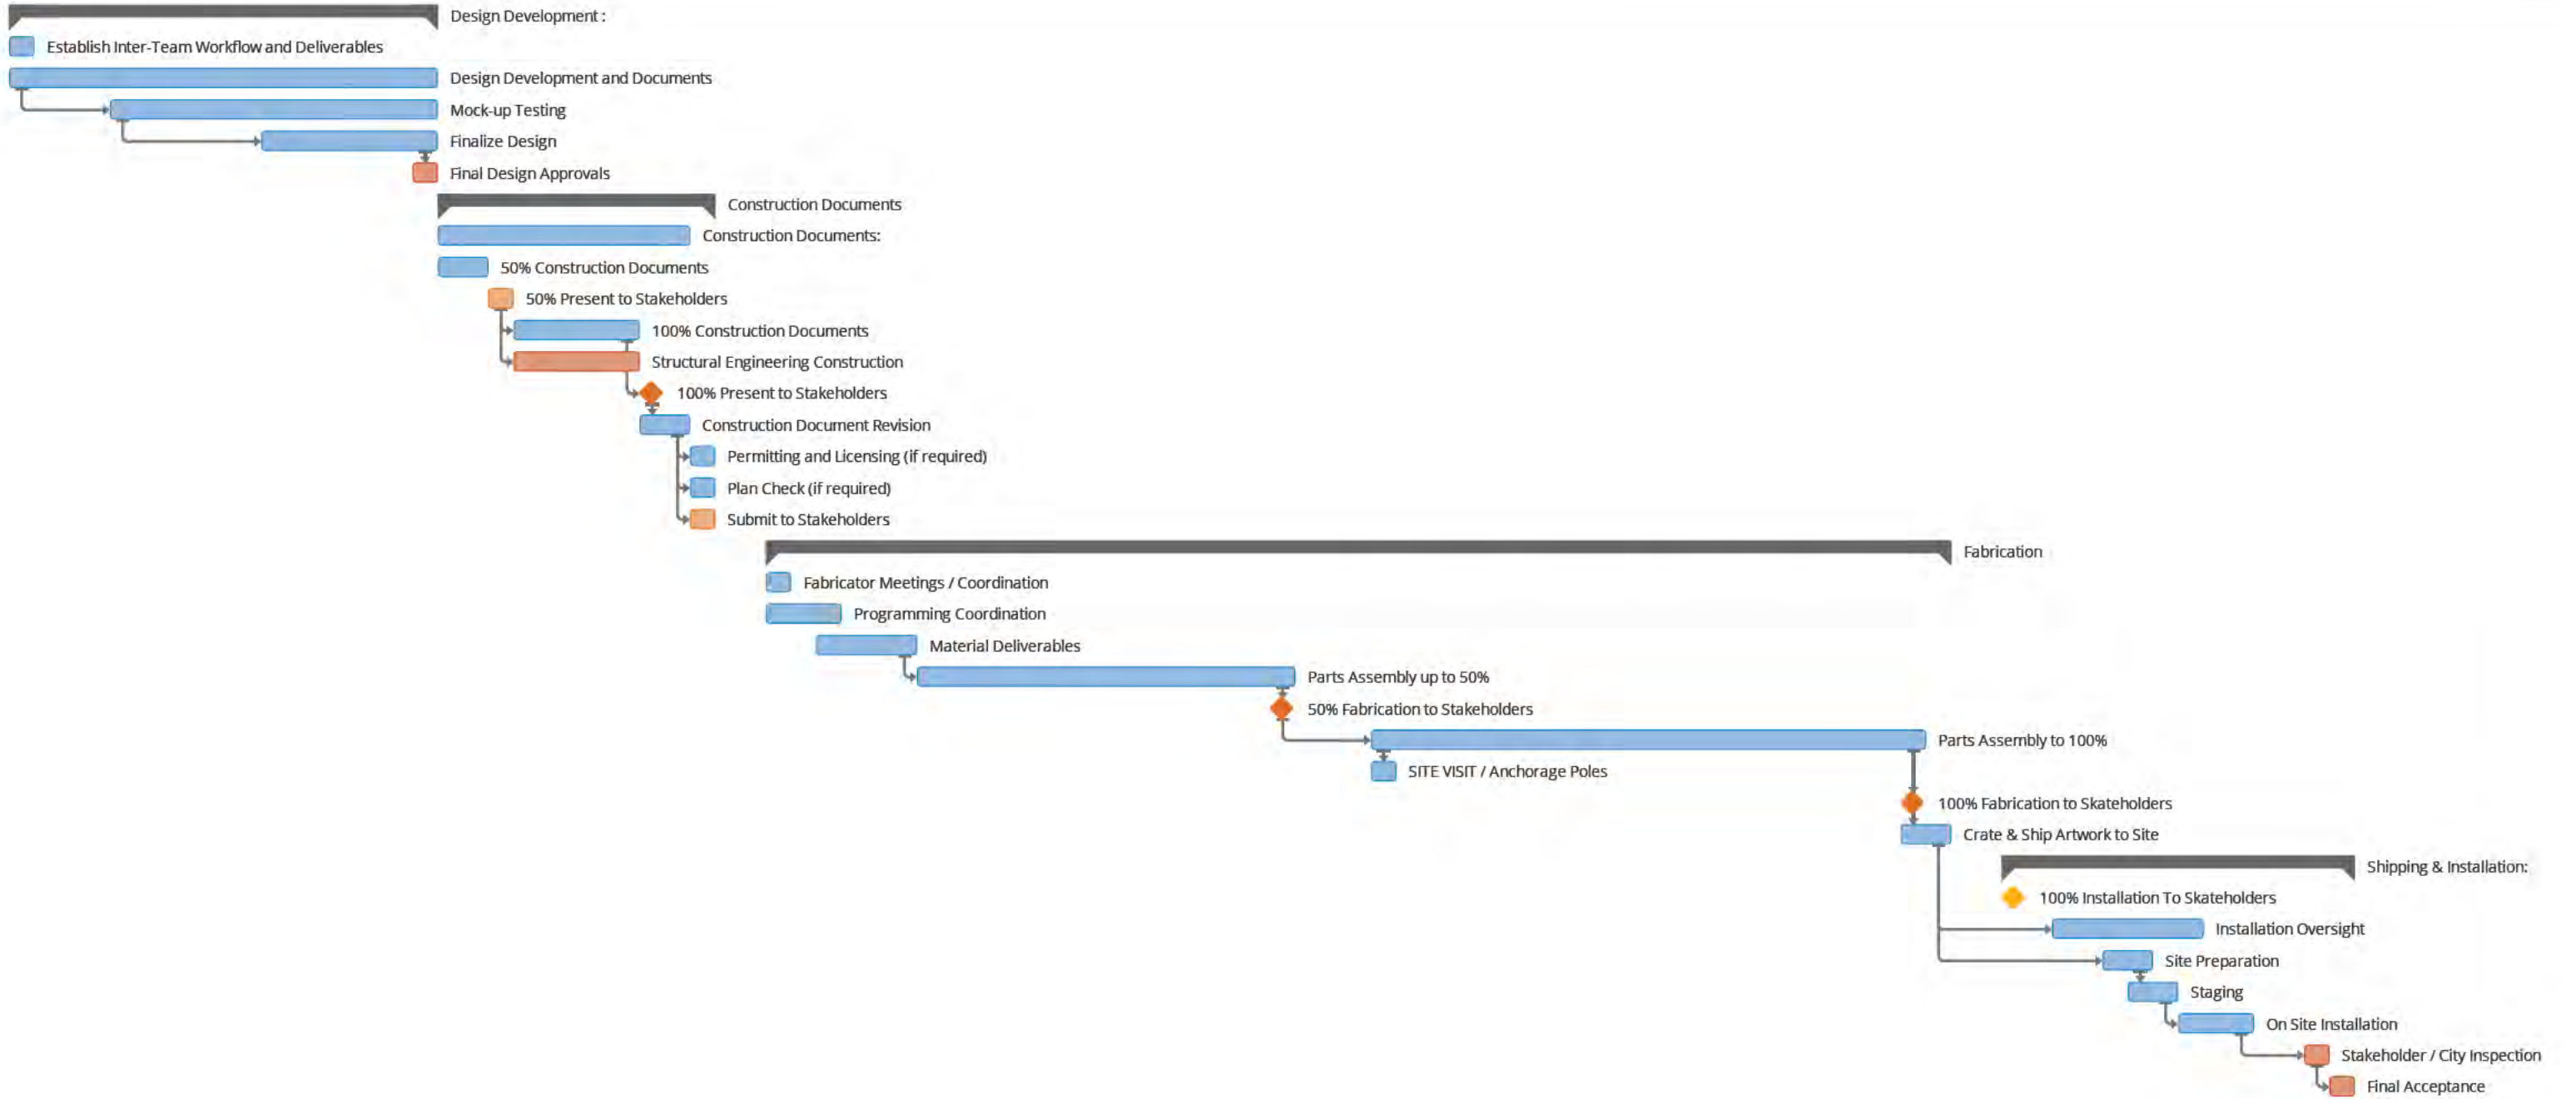 Design Development :
Establish Inter-Team Workflow and Deliverables
Design Development and Documents
Mock-up Testing
Finalize Design
Final Design Approvals
Construction Documents
Construction Documents:
50% Construction Documents
50% Present to Stakeholders
100% Construction Documents
Structural Engineering Construction
100% Present to Stakeholders
Construction Document Revision
Permitting and Licensing (if required)
Plan Check (if required)
Submit to Stakeholders
Fabrication
Fabricator Meetings / Coordination
Programming Coordination
Material Deliverables
Parts Assembly up to 50%
50% Fabrication to Stakeholders
Parts Assembly to 100%
SITE VISIT / Anchorage Poles
100% Fabrication to Skateholders
Crate & Ship Artwork to Site
Shipping & Installation:
100% Installation To Skateholders
Installation Oversight
Site Preparation
Staging
On Site Installation
Stakeholder / City Inspection
Final Acceptance